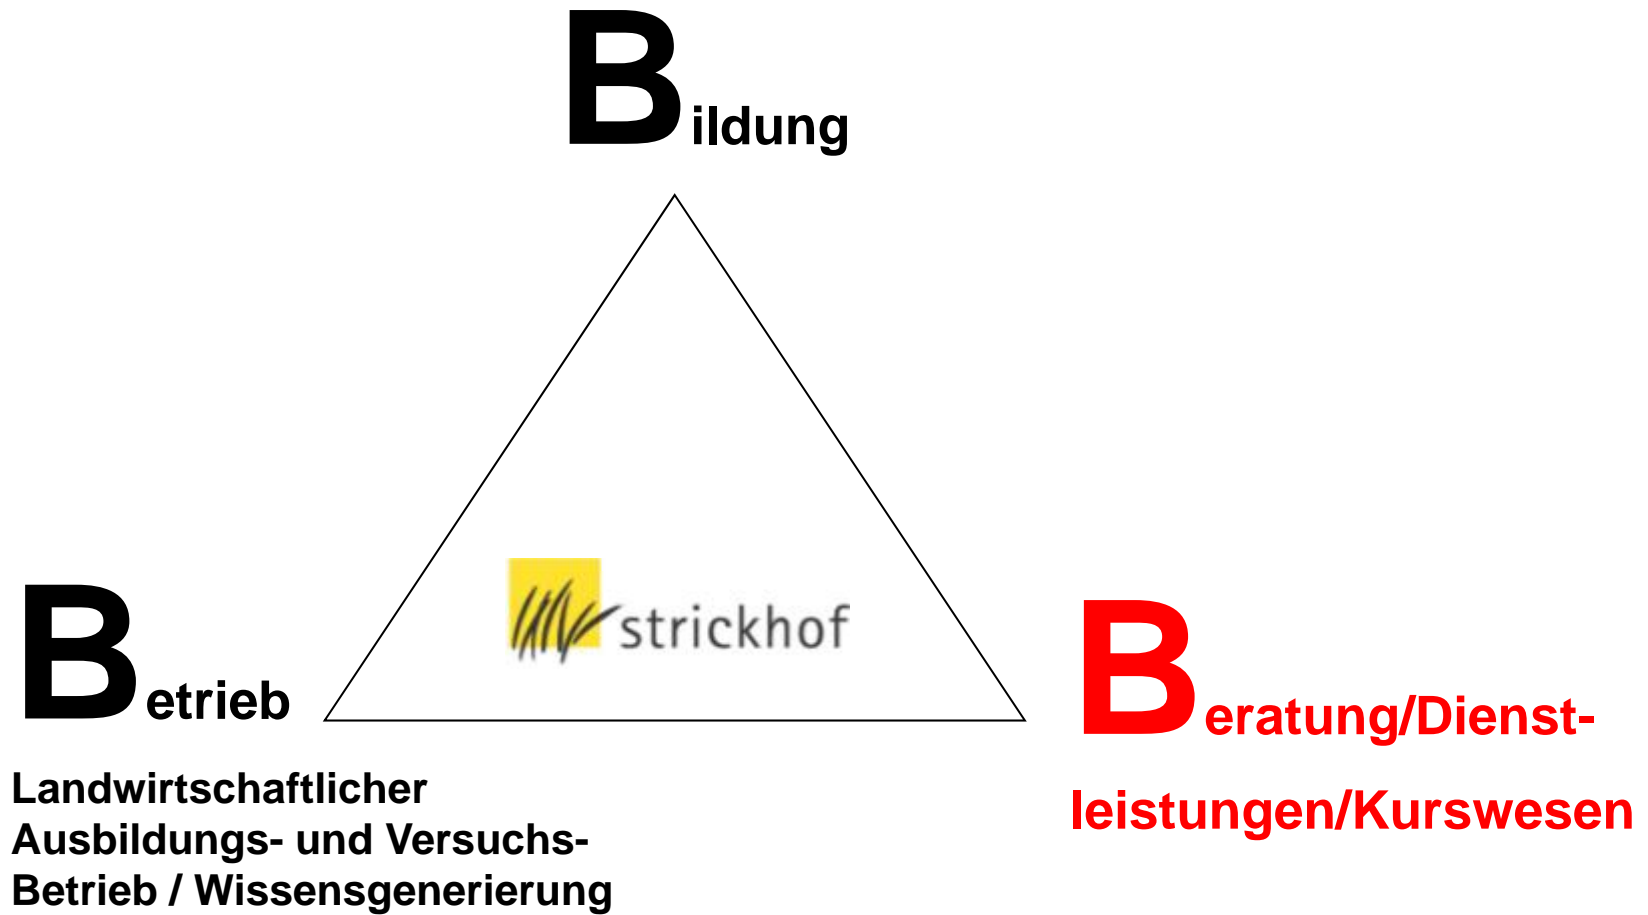 Bildung
strickhof
Betrieb
Beratung/Dienst-
leistungen/Kurswesen
Landwirtschaftlicher
Ausbildungs- und Versuchs-
Betrieb / Wissensgenerierung